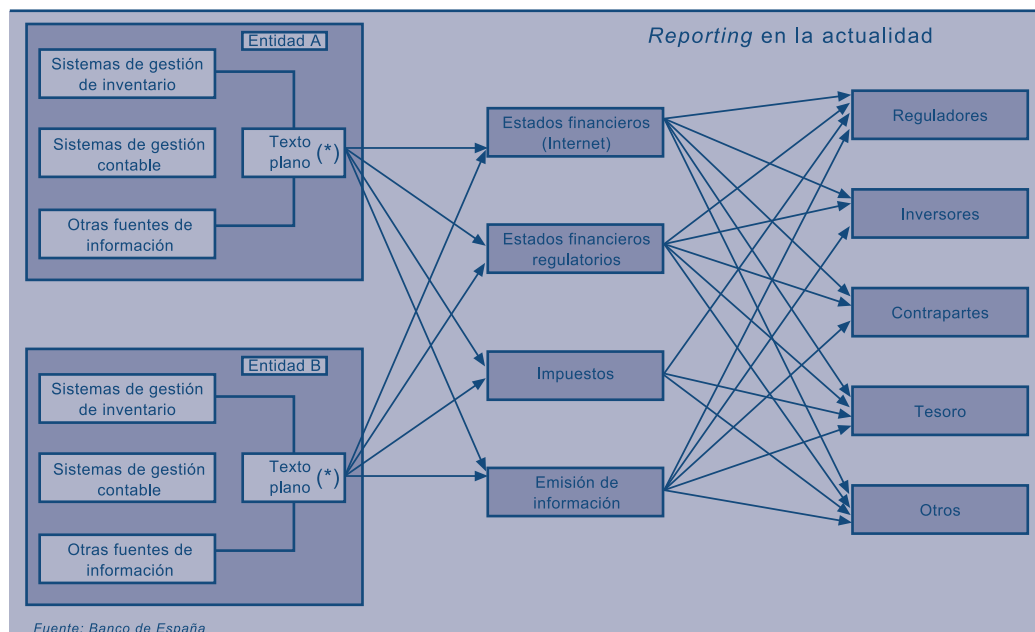 Reporting en la actualidad
Entidad A
Sistemas de gestión
de inventario
Sistemas de gestión
contable
Otras fuentes de
información
Texto
plano (*)
Entidad B
Sistemas de gestión
de inventario
Sistemas de gestión
contable
Otras fuentes de
información
Texto
plano (*)
Estados financieros
(Internet)
Estados financieros
regulatorios
Impuestos
Emisión de
información
Reguladores
Inversores
Contrapartes
Tesoro
Otros
Fuente: Banco de España